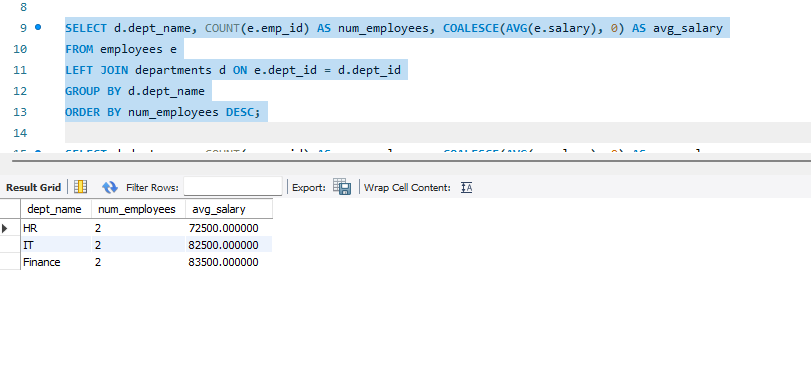 8
9 SELECT d.dept_name, COUNT(e.emp_id) AS num_employees, COALESCE(AVG(e.salary), 0) AS avg_salary
10 FROM employees e
11 LEFT JOIN departments d ON e.dept_id = d.dept_id
12 GROUP BY d.dept_name
13 ORDER BY num_employees DESC;
14
Result Grid Filter Rows: Export: Wrap Cell Content:
dept_name num_employees avg_salary
HR 2 72500.000000
IT 2 82500.000000
Finance 2 83500.000000